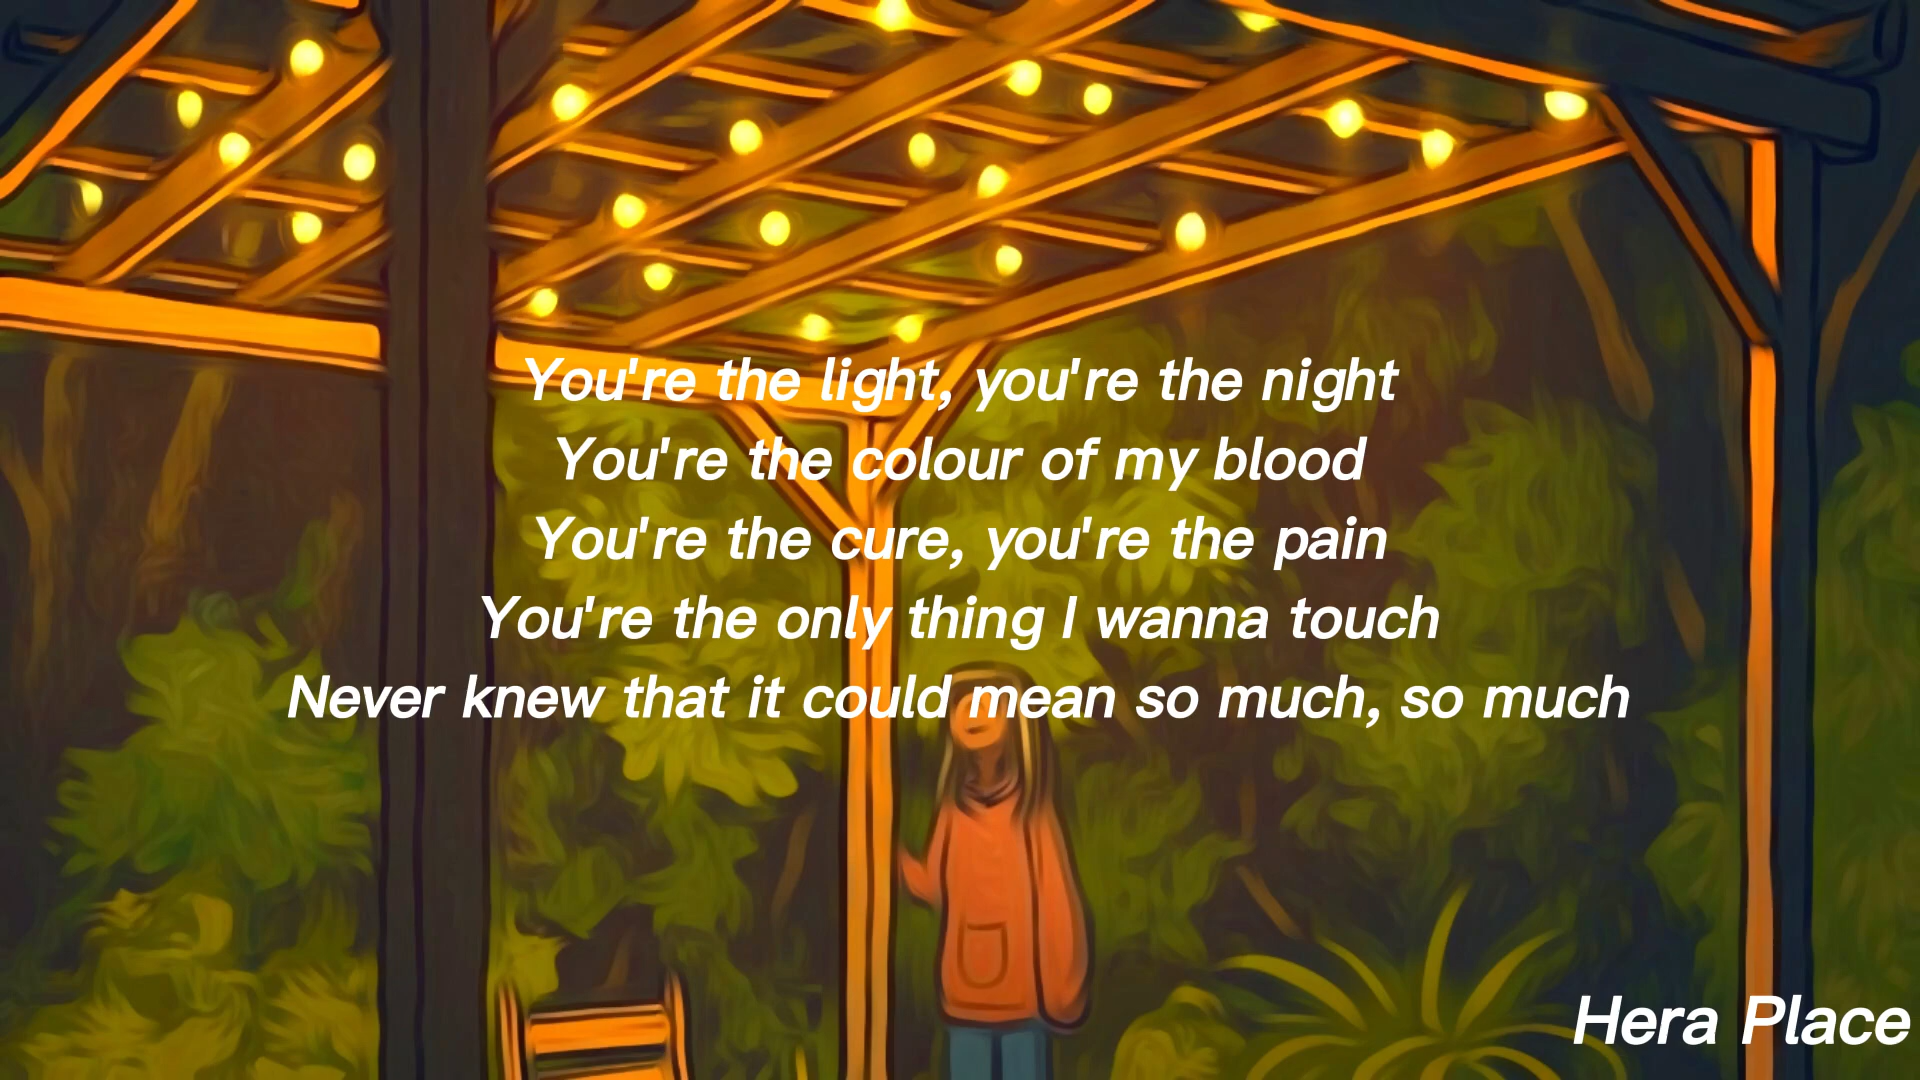 You're the light, you're the night
You're the colour of my blood
You're the cure, you're the pain
You're the only thing I wanna touch
Never knew that it could mean so much, so much
Hera Place